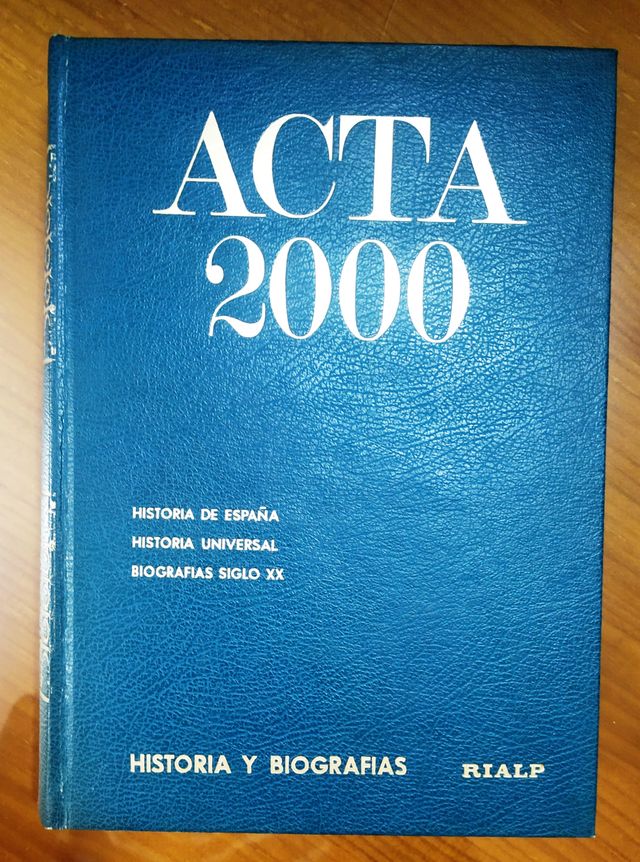 ACTA
2000
HISTORIA DE ESPAÑA
HISTORIA UNIVERSAL
BIOGRAFIAS SIGLO XX
HISTORIA Y BIOGRAFIAS RIALP